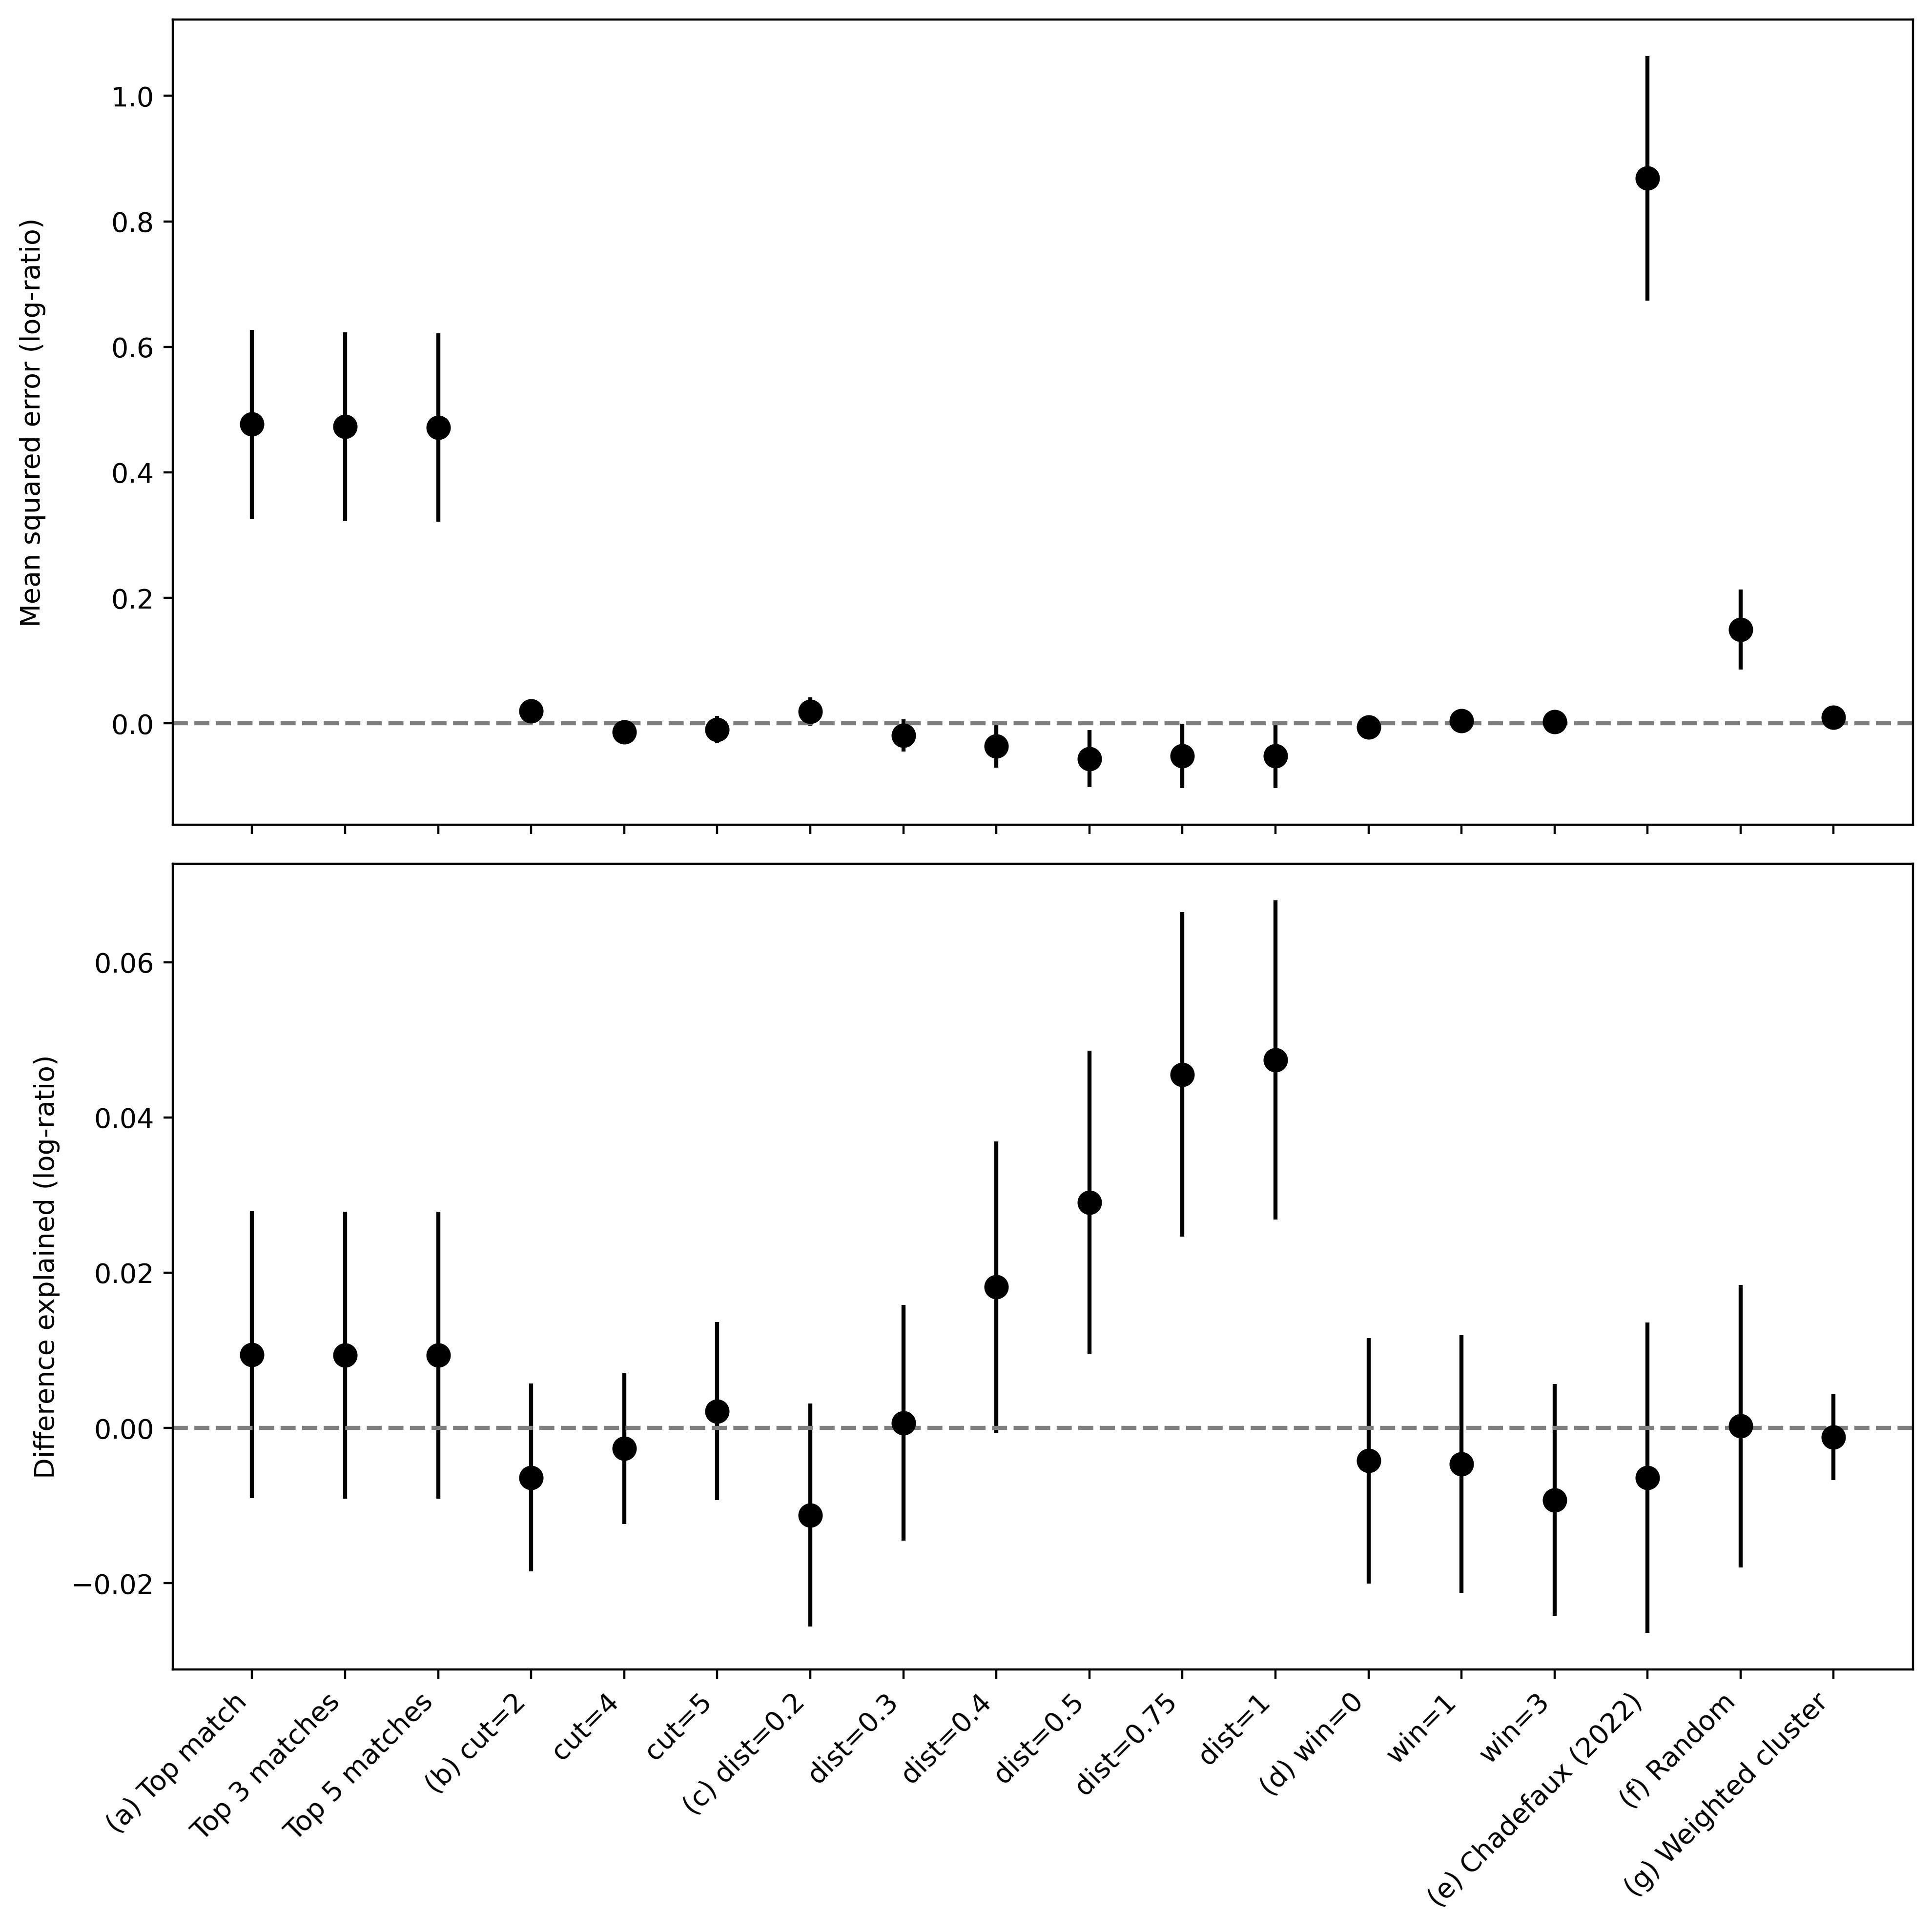 Mean squared error (log-ratio)
1.0
0.8
0.6
0.4
0.2
0.0
Difference explained (log-ratio)
0.06
0.04
0.02
0.00
−0.02
(a) Top match
Top 3 matches
Top 5 matches
(b) cut=2
cut=4
cut=5
(c) dist=0.2
dist=0.3
dist=0.4
dist=0.5
dist=0.75
dist=1
(d) win=0
win=1
win=3
(e) Chadefaux (2022)
(f) Random
(g) Weighted cluster